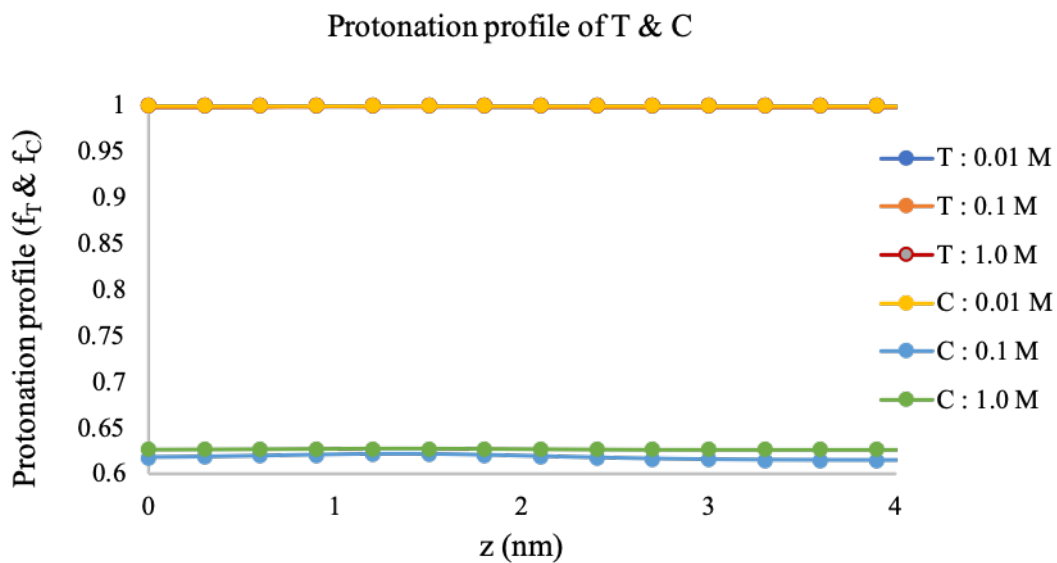 Protonation profile of T & C
Protonation profile (fT & fC)
1
0.95
0.9
0.85
0.8
0.75
0.7
0.65
0.6
0
1
2
3
4
z (nm)
T : 0.01 M
T : 0.1 M
T : 1.0 M
C : 0.01 M
C : 0.1 M
C : 1.0 M